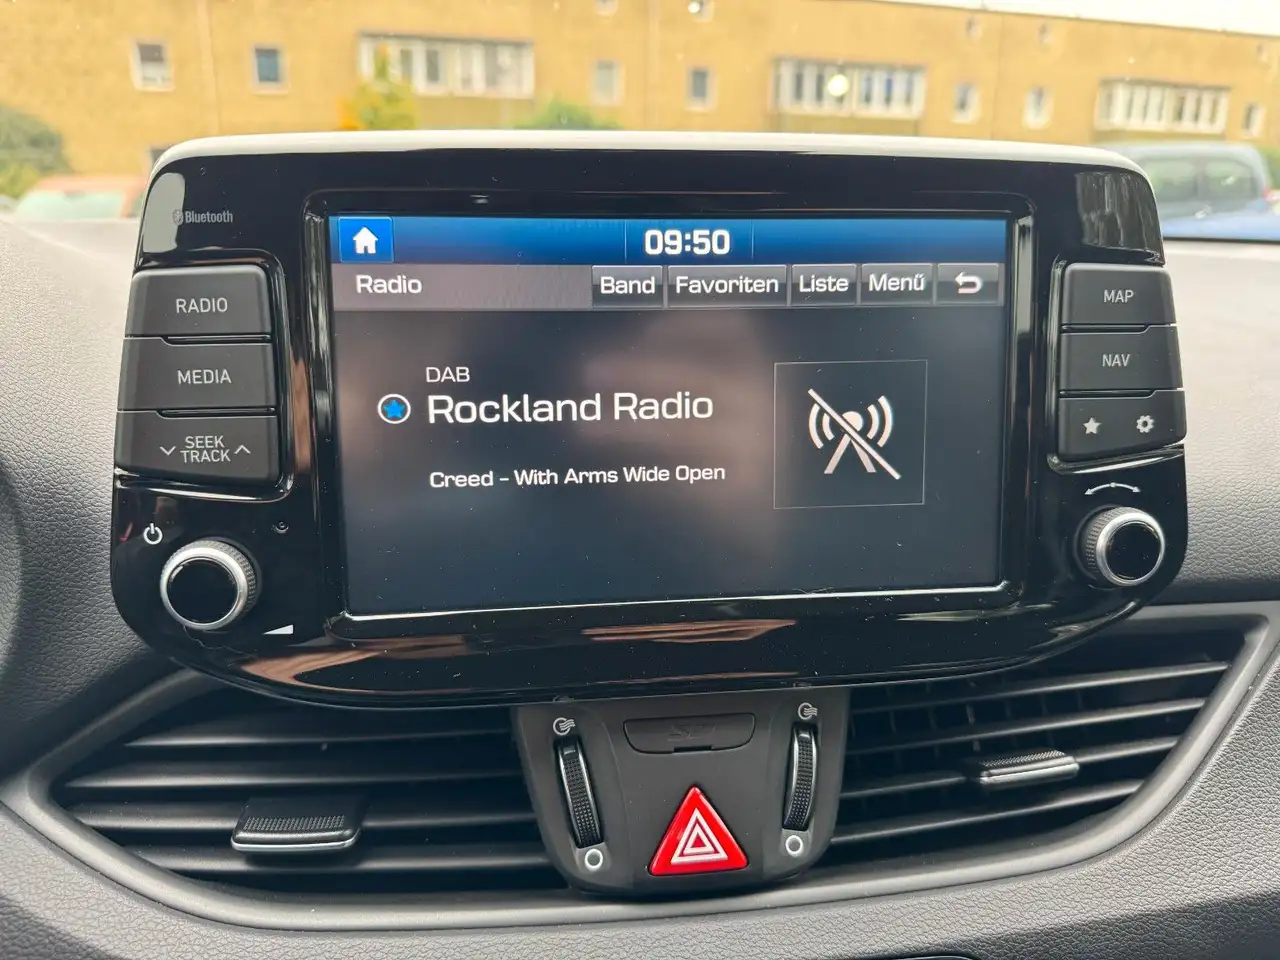 Bluetooth
09:50
Radio
Band
Favoriten
Liste
Menü
RADIO
MEDIA
SEEK
TRACK
DAB
Rockland Radio
Creed - With Arms Wide Open
MAP
NAV